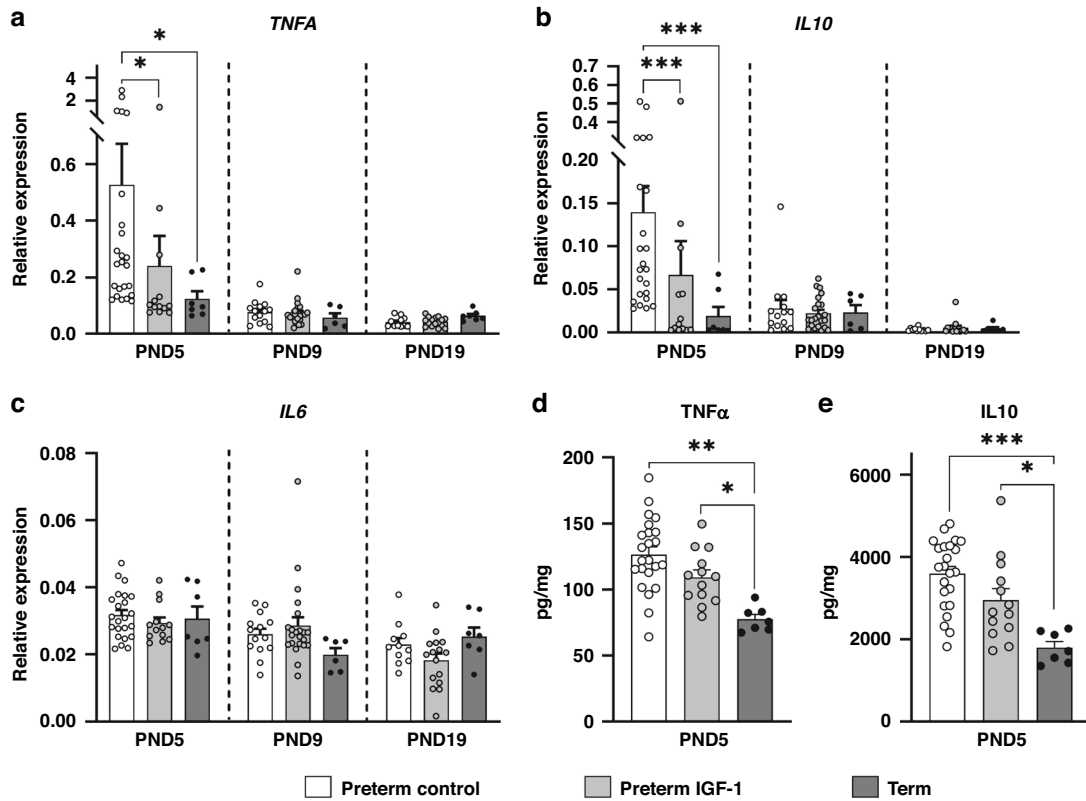 a
TNFA
Relative expression
4
2
0.6
0.4
0.2
0.0
*
*
PND5
PND9
PND19
b
IL10
Relative expression
0.7
0.6
0.5
0.4
0.20
0.15
0.10
0.05
0.00
***
***
PND5
PND9
PND19
c
IL6
Relative expression
0.08
0.06
0.04
0.02
0.00
PND5
PND9
PND19
d
TNFα
pg/mg
200
150
100
50
0
**
*
PND5
e
IL10
pg/mg
6000
4000
2000
0
***
*
PND5
Preterm control
Preterm IGF-1
Term